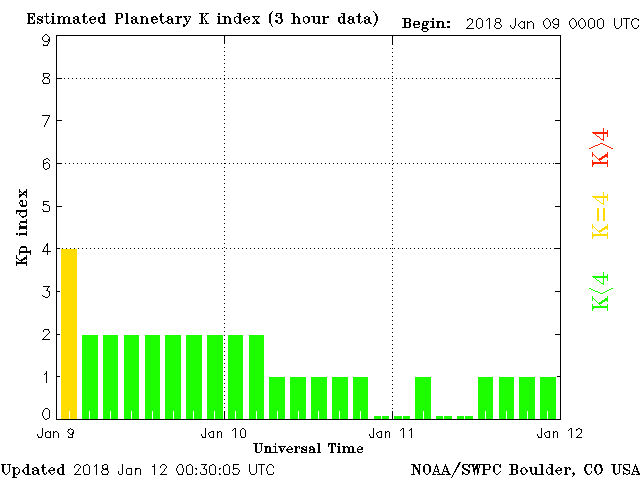 Estimated Planetary K index (3 hour data) Begin: 2018 Jan 09 0000 UTC
9
8
7
6
5
4
3
2
1
0
Kp index
K>4
K=4
K<4
Jan 9 Jan 10 Jan 11 Jan 12
Universal Time
Updated 2018 Jan 12 00:30:05 UTC NOAA/SWPC Boulder, CO USA